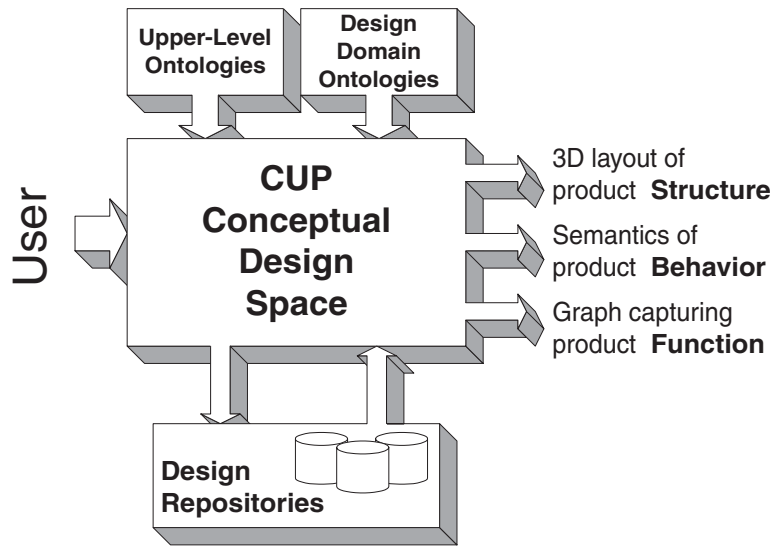 Upper-Level
Ontologies
Design
Domain
Ontologies
User
CUP
Conceptual
Design
Space
3D layout of
product Structure
Semantics of
product Behavior
Graph capturing
product Function
Design
Repositories